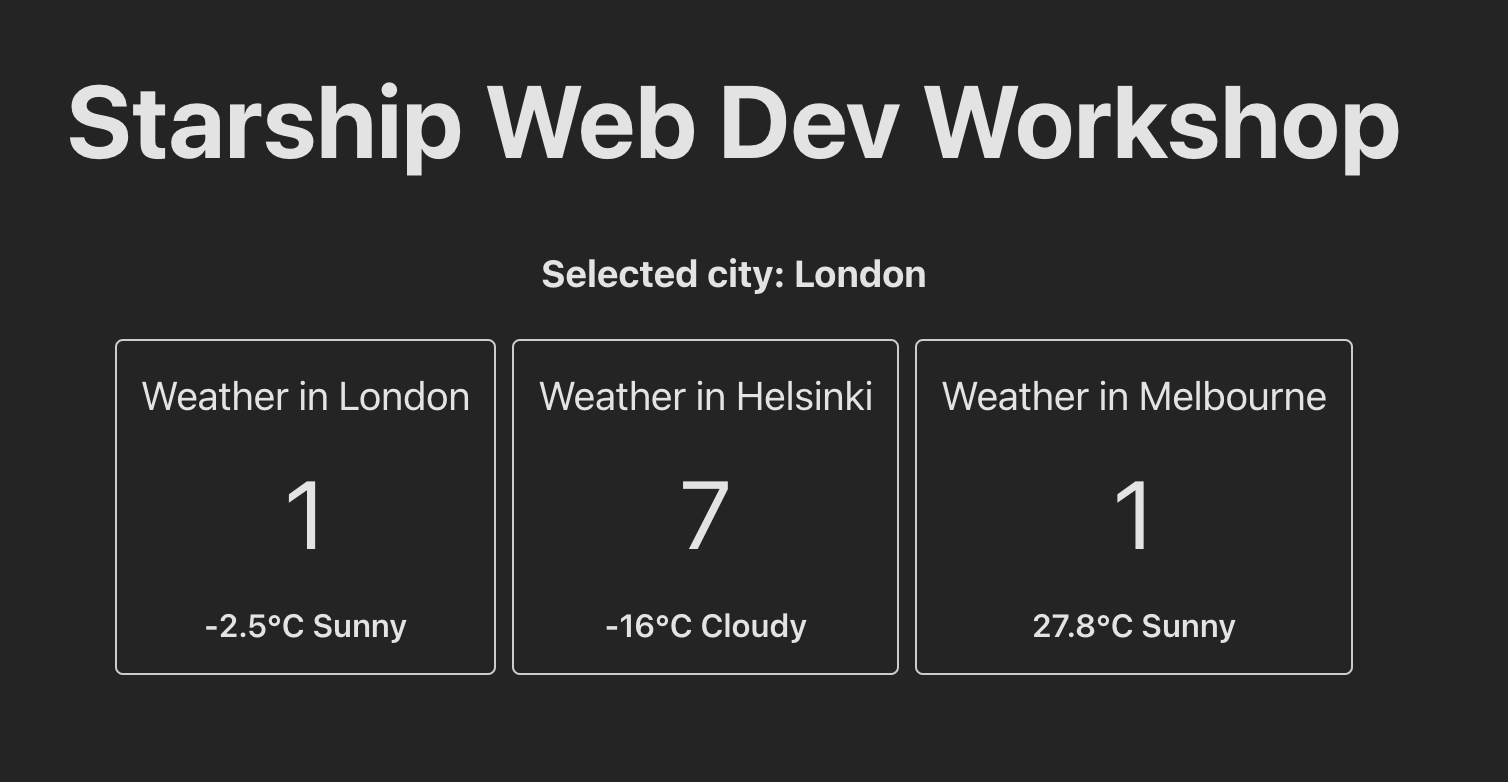 Starship Web Dev Workshop
Selected city: London
Weather in London
1
-2.5°C Sunny
Weather in Helsinki
7
-16°C Cloudy
Weather in Melbourne
1
27.8°C Sunny